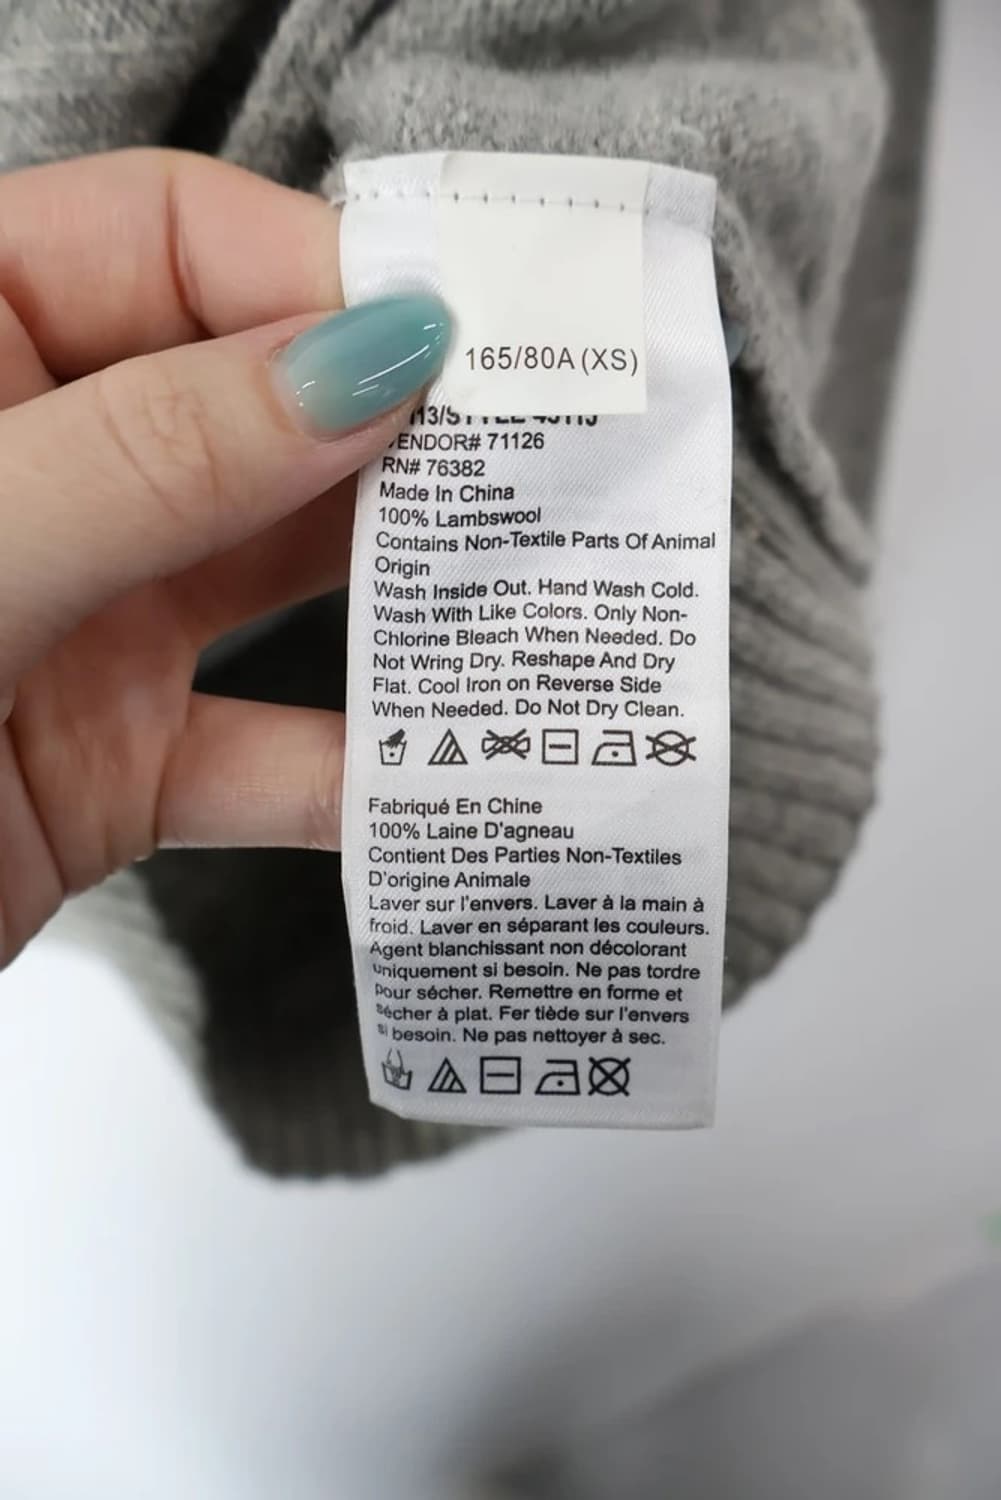 165/80A (XS)
VENDOR# 71126
RN# 76382
Made In China
100% Lambswool
Contains Non-Textile Parts Of Animal
Origin
Wash Inside Out. Hand Wash Cold.
Wash With Like Colors. Only Non-
Chlorine Bleach When Needed. Do
Not Wring Dry. Reshape And Dry
Flat. Cool Iron on Reverse Side
When Needed. Do Not Dry Clean.
Fabriqué En Chine
100% Laine D'agneau
Contient Des Parties Non-Textiles
D'origine Animale
Laver sur l'envers. Laver à la main à
froid. Laver en séparant les couleurs.
Agent blanchissant non décolorant
uniquement si besoin. Ne pas tordre
pour sécher. Remettre en forme et
sécher à plat. Fer tiède sur l'envers
si besoin. Ne pas nettoyer à sec.